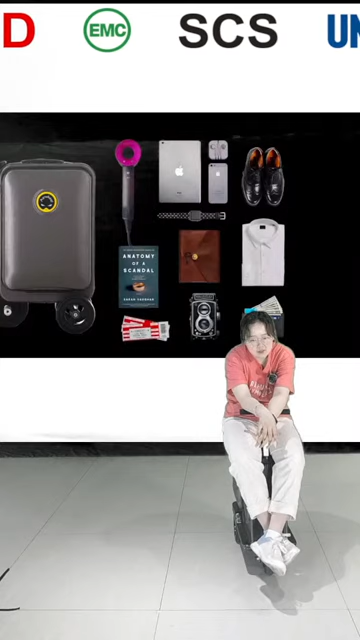 D
EMC
SCS
UN
ANATOMY
OF A
SCANDAL
SARAH VAUGHAN